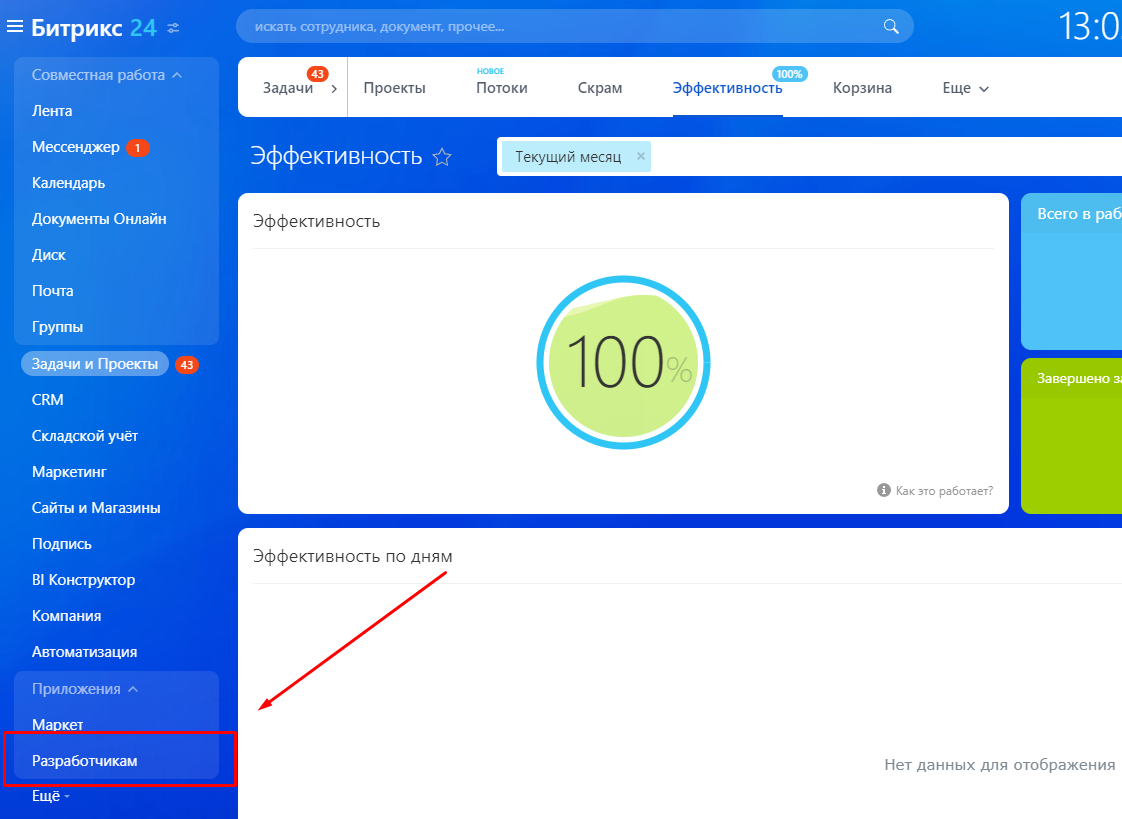 Битрикс 24
искать сотрудника, документ, прочее...
13:0
Совместная работа
Лента
Мессенджер 1
Календарь
Документы Онлайн
Диск
Почта
Группы
Задачи и Проекты 43
CRM
Складской учёт
Маркетинг
Сайты и Магазины
Подпись
BI Конструктор
Компания
Автоматизация
Приложения
Маркет
Разработчикам
Ещё
Задачи 43
Проекты
НОВОЕ
Потоки
Скрам
Эффективность 100%
Корзина
Еще
Эффективность
Текущий месяц ×
Эффективность
100%
Как это работает?
Всего в раб
Завершено за
Эффективность по дням
Нет данных для отображения